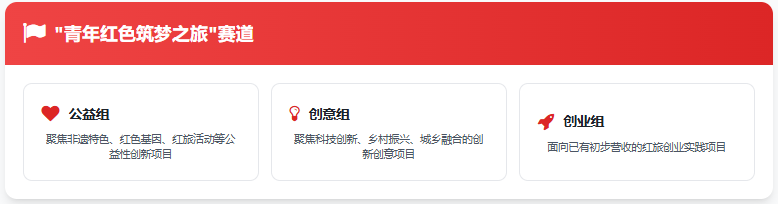 "青年红色筑梦之旅"赛道
公益组
聚焦非遗特色、红色基因、红旅活动等公
益性创新项目
创意组
聚焦科技创新、乡村振兴、城乡融合的创
新创意项目
创业组
面向已有初步营收的红旅创业实践项目